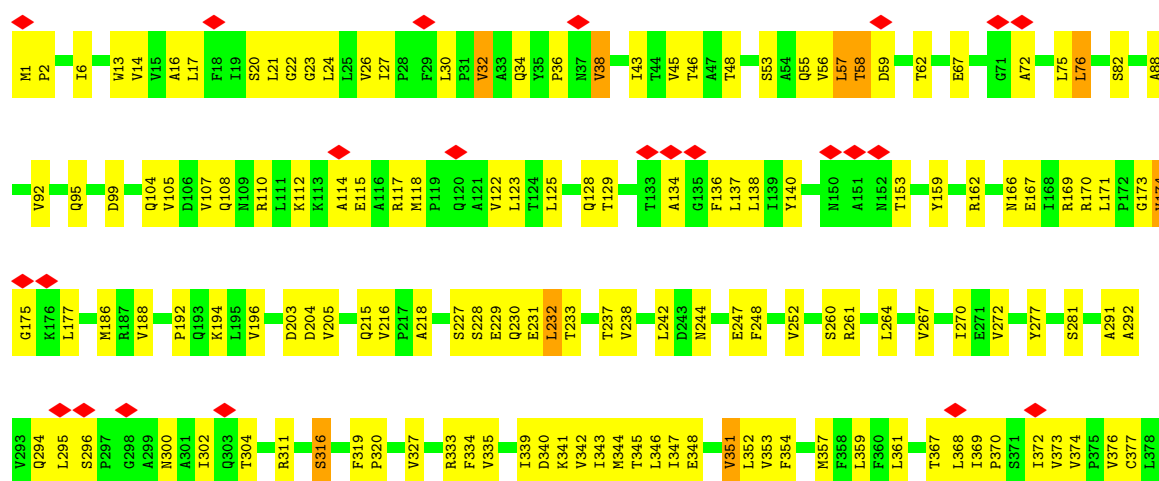 M1 P2 I6 W13 V14 V15 A16 L17 F18 I19 S20 L21 G22 G23 L24 L25 V26 I27 P28 F29 L30 P31 V32 A33 Q34 Y35 P36 N37 V38 I43 T44 V45 T46 A47 T48 S53 A54 Q55 V56 L57 T58 D59 T62 E67 G71 A72 L75 L76 S82 A88
V92 Q95 D99 Q104 V105 D106 V107 Q108 N109 R110 L111 K112 K113 A114 E115 A116 R117 M118 P119 Q120 A121 V122 L123 T124 L125 Q128 T129 T133 A134 G135 F136 L137 L138 I139 Y140 N150 A151 N152 T153 Y159 R162 N166 E167 I168 R169 R170 L171 P172 G173
G175 K176 L177 M186 R187 V188 P192 Q193 K194 L195 V196 D203 D204 V205 Q215 V216 P217 A218 S227 S228 E229 Q230 E231 L232 T233 T237 V238 L242 D243 N244 E247 F248 V252 S260 R261 L264 V267 I270 E271 V272 Y277 S281 A291 A292
V293 Q294 L295 S296 P297 G298 A299 N300 A301 I302 Q303 T304 R311 S316 F319 P320 V327 R333 F334 V335 I339 D340 K341 V342 I343 M344 T345 L346 I347 E348 V351 L352 V353 F354 M357 F358 L359 F360 L361 T367 L368 I369 P370 S371 I372 V373 V374 P375 V376 C377 L378